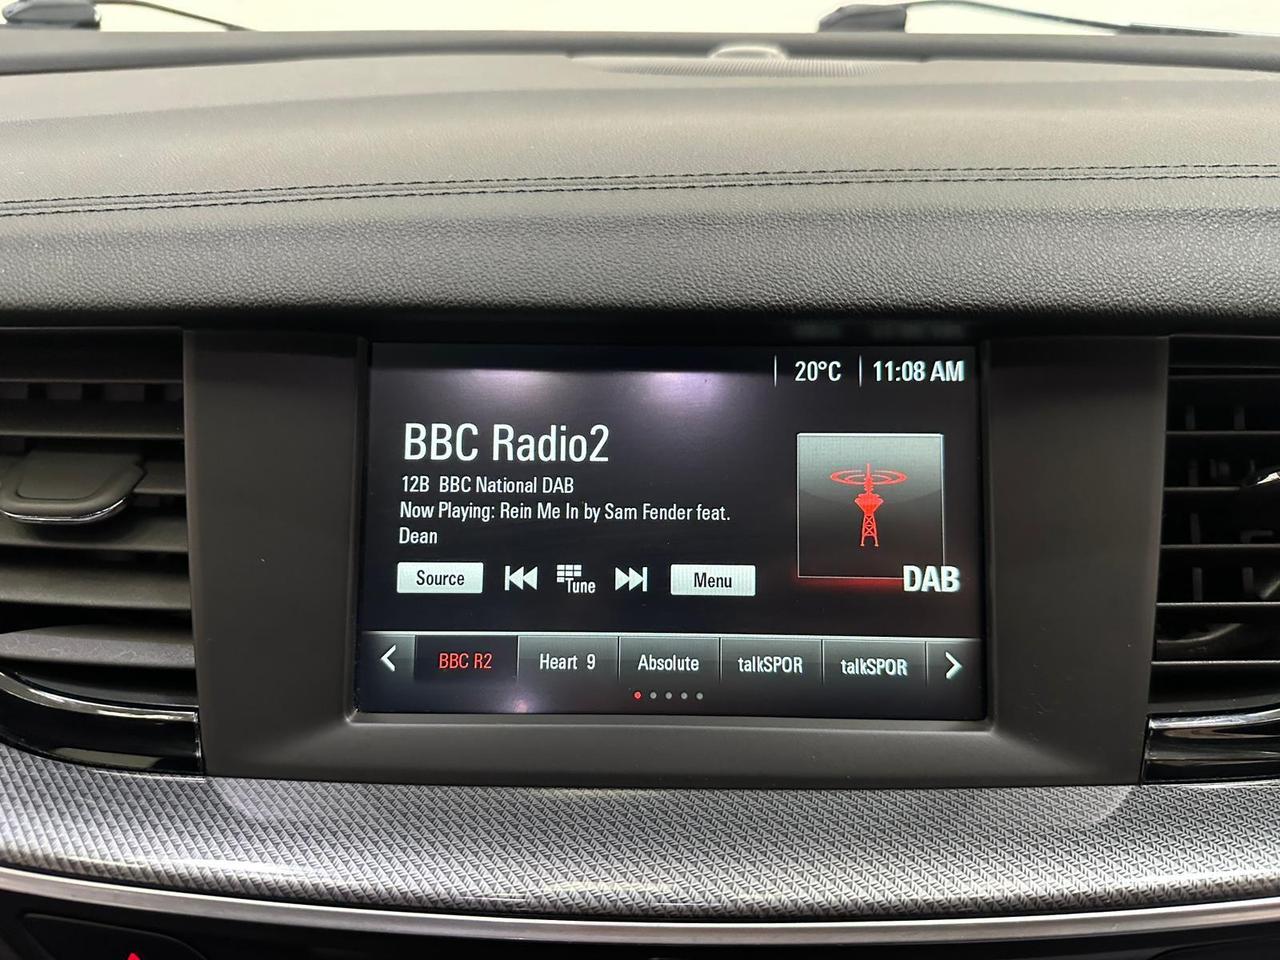 20°C 11:08 AM
BBC Radio2
12B BBC National DAB
Now Playing: Rein Me In by Sam Fender feat.
Dean
DAB
Source Tune Menu
BBC R2 Heart 9 Absolute talkSPOR talkSPOR